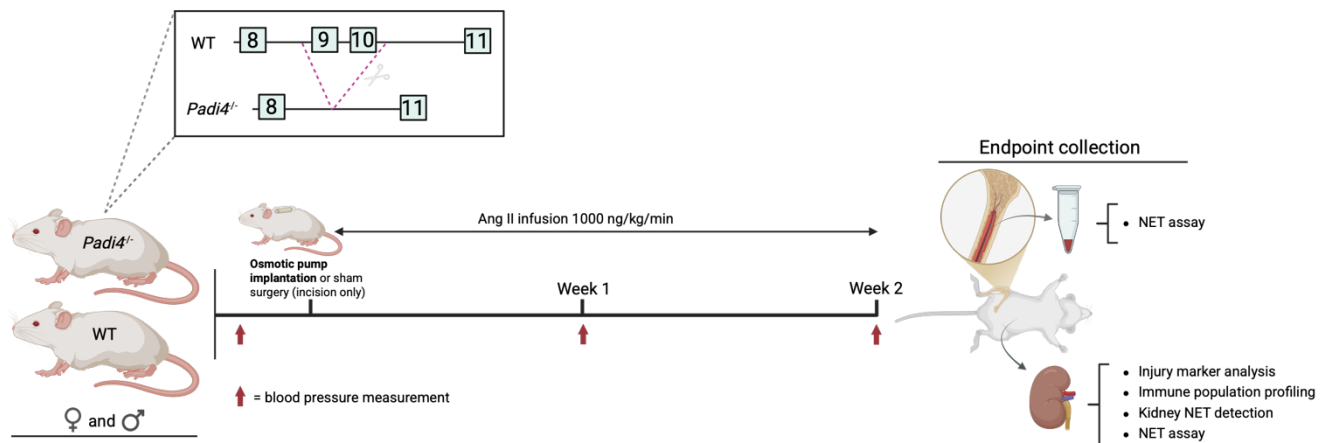 WT
8
9
10
11
Padi4-/-
8
11
Endpoint collection
NET assay
Ang II infusion 1000 ng/kg/min
Padi4-/-
Osmotic pump
implantation or sham
surgery (incision only)
Week 1
Week 2
WT
= blood pressure measurement
♀ and ♂
• Injury marker analysis
• Immune population profiling
• Kidney NET detection
• NET assay